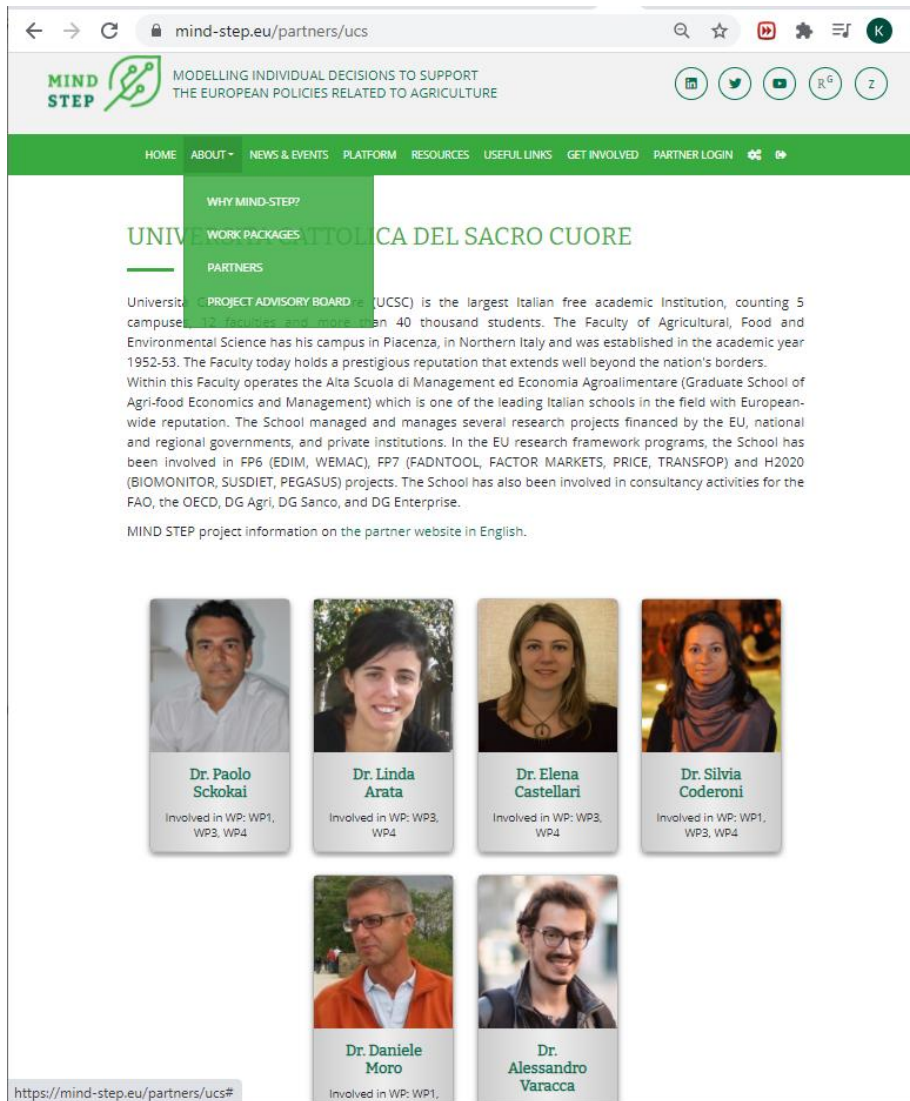 mind-step.eu/partners/ucs
K
MIND
STEP
MODELLING INDIVIDUAL DECISIONS TO SUPPORT
THE EUROPEAN POLICIES RELATED TO AGRICULTURE
in
R G
Z
HOME ABOUT NEWS & EVENTS PLATFORM RESOURCES USEFUL LINKS GET INVOLVED PARTNER LOGIN
WHY MIND-STEP?
WORK PACKAGES
PARTNERS
PROJECT ADVISORY BOARD
UNIVERSITÀ CATTOLICA DEL SACRO CUORE
Università (UCSC) is the largest Italian free academic Institution, counting 5
campuses, 12 faculties and more than 40 thousand students. The Faculty of Agricultural, Food and
Environmental Science has his campus in Piacenza, in Northern Italy and was established in the academic year
1952-53. The Faculty today holds a prestigious reputation that extends well beyond the nation's borders.
Within this Faculty operates the Alta Scuola di Management ed Economia Agroalimentare (Graduate School of
Agri-food Economics and Management) which is one of the leading Italian schools in the field with European-
wide reputation. The School managed and manages several research projects financed by the EU, national
and regional governments, and private institutions. In the EU research framework programs, the School has
been involved in FP6 (EDIM, WEMAC), FP7 (FADNTOOL, FACTOR MARKETS, PRICE, TRANSFOP) and H2020
(BIOMONITOR, SUSDIET, PEGASUS) projects. The School has also been involved in consultancy activities for the
FAO, the OECD, DG Agri, DG Sanco, and DG Enterprise.
MIND STEP project information on the partner website in English.
Dr. Paolo
Sckokai
Involved in WP: WP1,
WP3, WP4
Dr. Linda
Arata
Involved in WP: WP3,
WP4
Dr. Elena
Castellari
Involved in WP: WP3,
WP4
Dr. Silvia
Coderoni
Involved in WP: WP1,
WP3, WP4
Dr. Daniele
Moro
Involved in WP: WP1,
Dr.
Alessandro
Varacca
https://mind-step.eu/partners/ucs#